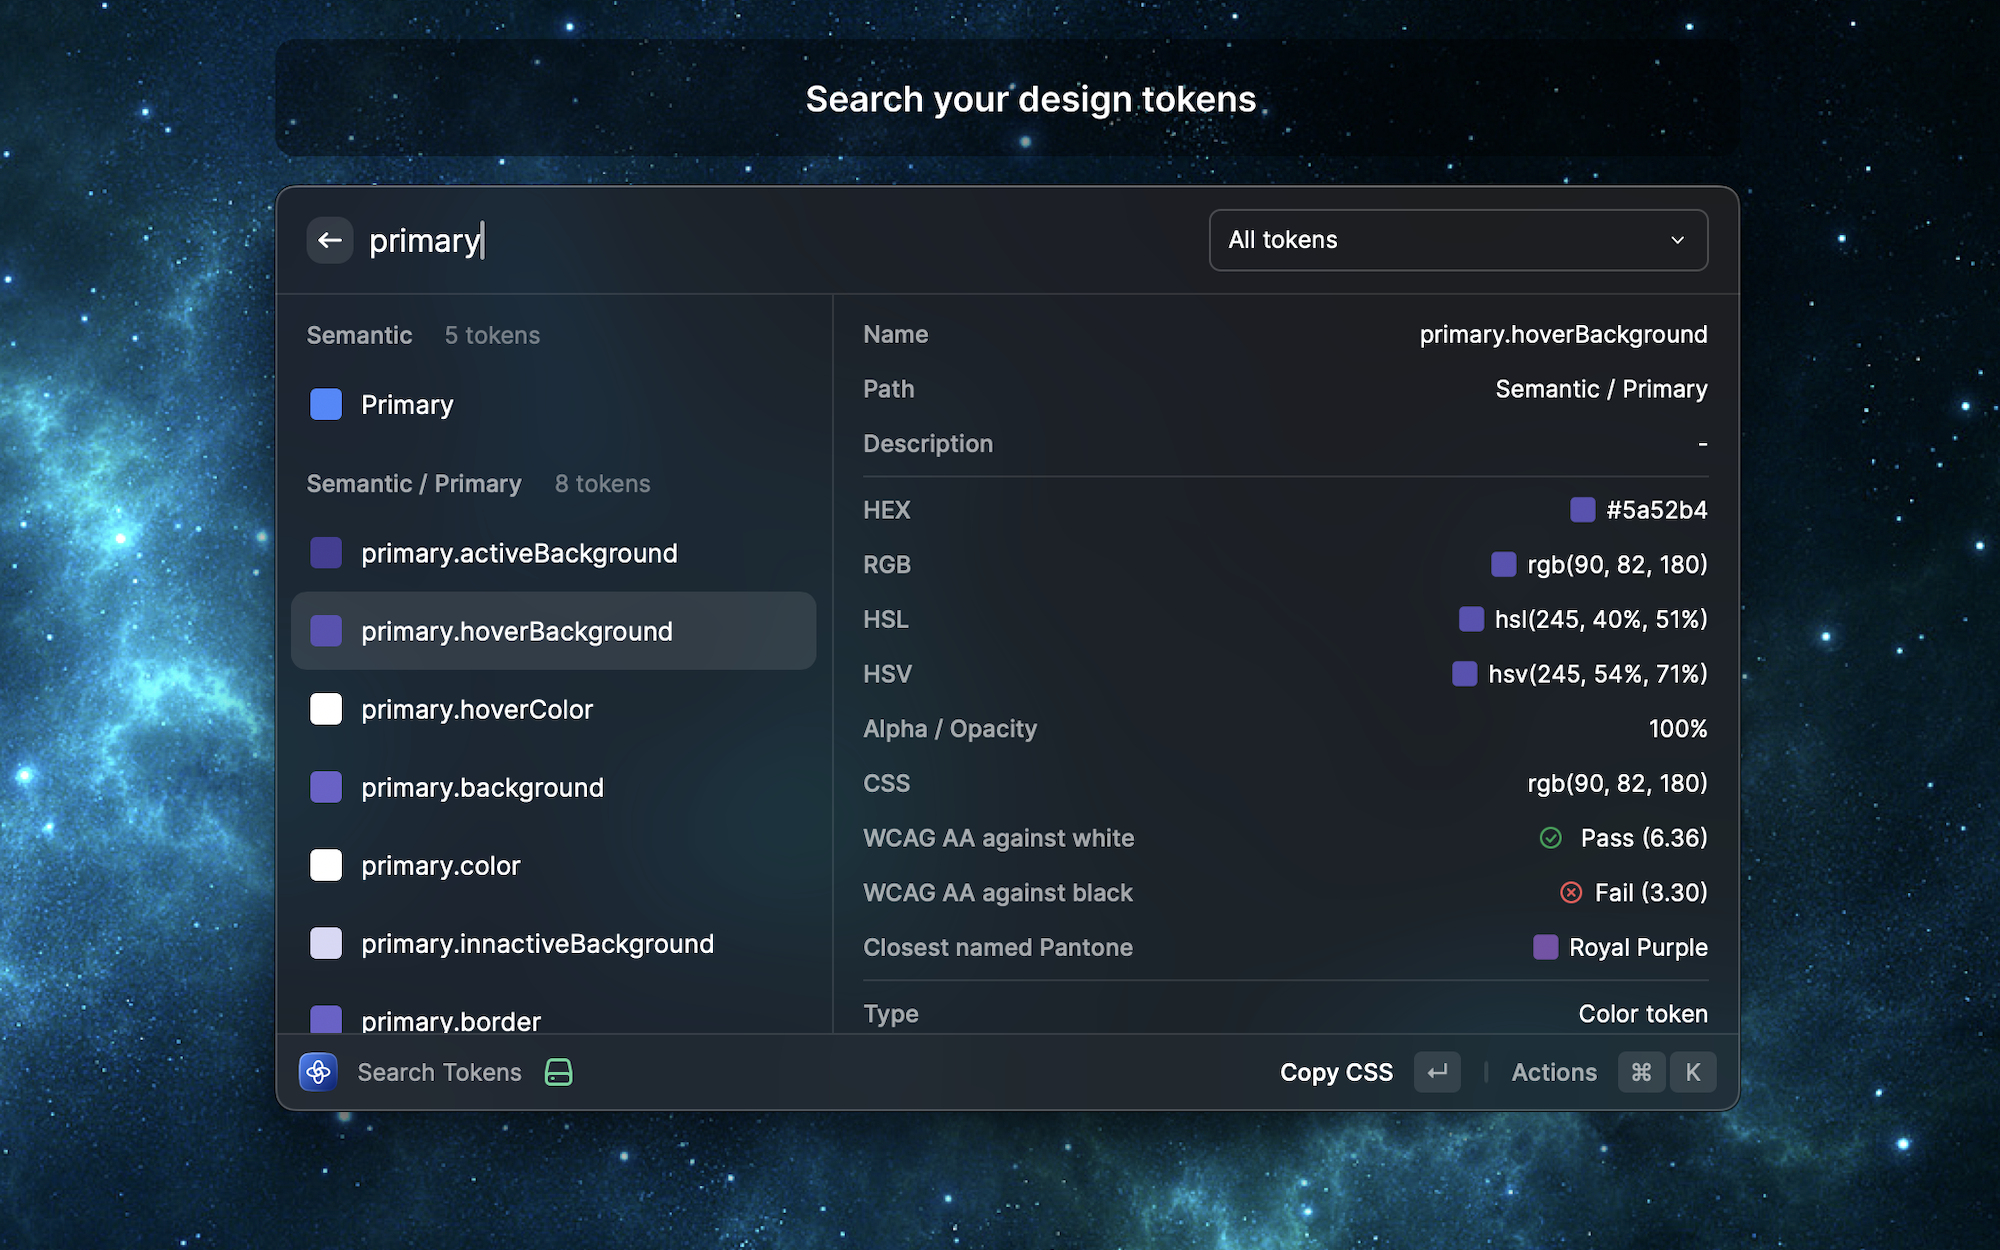 Search your design tokens
primary
All tokens
Semantic 5 tokens
Primary
Semantic / Primary 8 tokens
primary.activeBackground
primary.hoverBackground
primary.hoverColor
primary.background
primary.color
primary.innactiveBackground
primary.border
Name primary.hoverBackground
Path Semantic / Primary
Description -
HEX #5a52b4
RGB rgb(90, 82, 180)
HSL hsl(245, 40%, 51%)
HSV hsv(245, 54%, 71%)
Alpha / Opacity 100%
CSS rgb(90, 82, 180)
WCAG AA against white Pass (6.36)
WCAG AA against black Fail (3.30)
Closest named Pantone Royal Purple
Type Color token
Search Tokens Copy CSS ↵ Actions ⌘ K